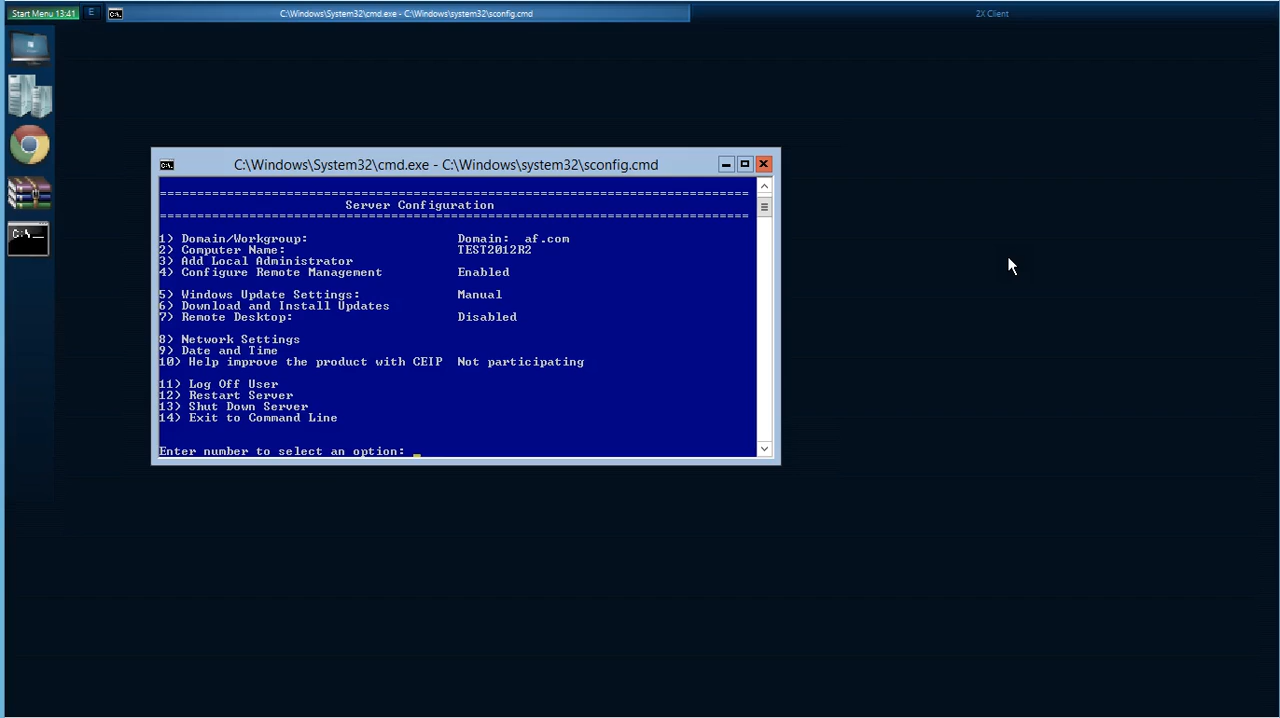 Start Menu 13:41
E
C:\Windows\System32\cmd.exe - C:\Windows\system32\sconfig.cmd
2X Client
C:\Windows\System32\cmd.exe - C:\Windows\system32\sconfig.cmd
===============================================================================
Server Configuration
===============================================================================
1) Domain/Workgroup: Domain: af.com
2) Computer Name: TEST2012R2
3) Add Local Administrator
4) Configure Remote Management Enabled
5) Windows Update Settings: Manual
6) Download and Install Updates
7) Remote Desktop: Disabled
8) Network Settings
9) Date and Time
10) Help improve the product with CEIP Not participating
11) Log Off User
12) Restart Server
13) Shut Down Server
14) Exit to Command Line
Enter number to select an option: _